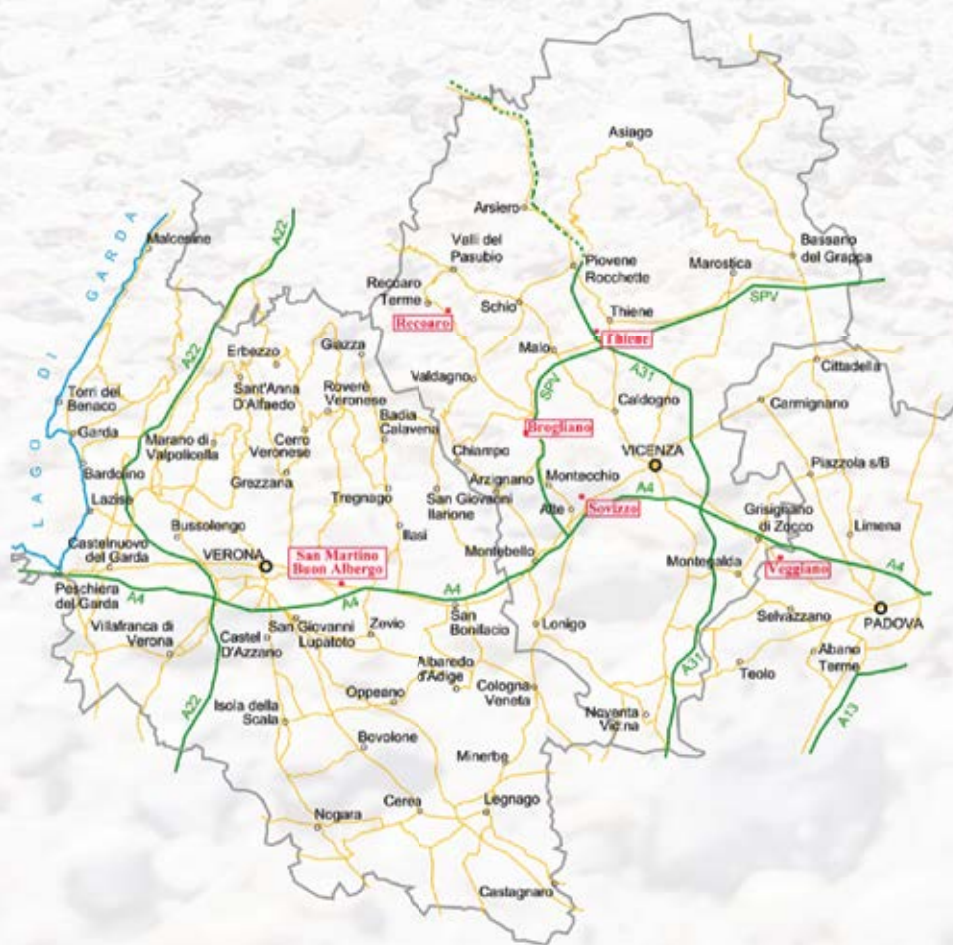 Asiago
A22
LAGO DI GARDA
Malcesine
Arsiero
Valli del
Pasubio
Piovene
Rocchette
Marostica
Bassano
del Grappa
Recoaro
Terme
Recoaro
Schio
Thiene
Thiene
SPV
A22
Erbezzo
Giazza
Malo
Cittadella
Torri del
Benaco
Sant'Anna
D'Alfaedo
Roverè
Veronese
Valdagno
SPV
A31
Caldogno
Carmignano
Garda
Marano di
Valpolicella
Cerro
Veronese
Badia
Calavena
Chiampo
Brogliano
VICENZA
Bardolino
Grezzana
Arzignano
Montecchio
Piazzola s/B
Lazise
Tregnago
San Giovanni
Ilarione
Alte
Sovizzo
A4
Grisignano
di Zocco
Limena
Bussolengo
Illasi
Castelnuovo
del Garda
VERONA
San Martino
Buon Albergo
Montebello
Montegalda
Veggiano
A4
Peschiera
del Garda
A4
A4
A4
Villafranca di
Verona
Castel
D'Azzano
San Giovanni
Lupatoto
Zevio
San
Bonifacio
Lonigo
Selvazzano
PADOVA
Albaredo
d'Adige
A31
Teolo
Abano
Terme
A22
Isola della
Scala
Oppeano
Cologna
Veneta
Noventa
Vic.na
A13
Bovolone
Minerbe
Nogara
Cerea
Legnago
Castagnaro